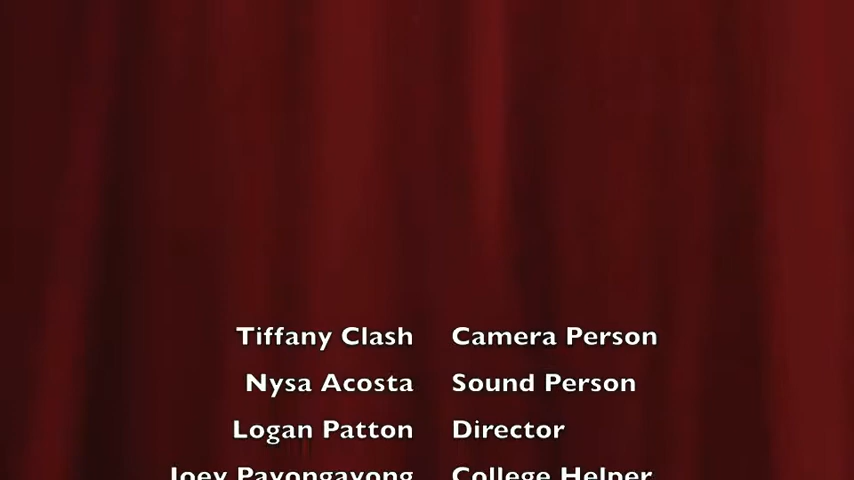 Tiffany Clash Camera Person
Nysa Acosta Sound Person
Logan Patton Director
Joey Payongayong College Helper